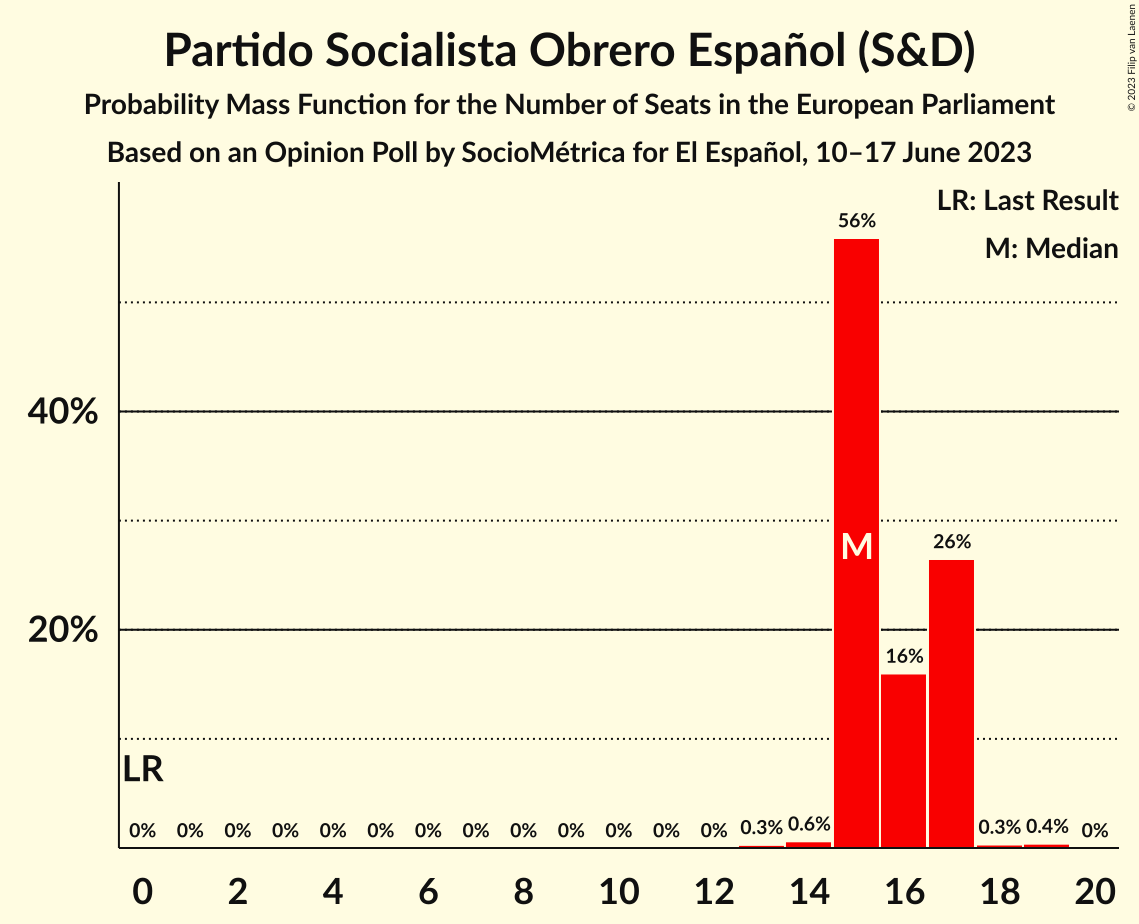 Partido Socialista Obrero Español (S&D)
Probability Mass Function for the Number of Seats in the European Parliament
Based on an Opinion Poll by SocioMétrica for El Español, 10–17 June 2023
© 2023 Filip van Laenen
LR: Last Result
M: Median
56%
40%
M
26%
20%
16%
LR
0% 0% 0% 0% 0% 0% 0% 0% 0% 0% 0% 0% 0% 0.3% 0.6% 0.3% 0.4% 0%
0 2 4 6 8 10 12 14 16 18 20